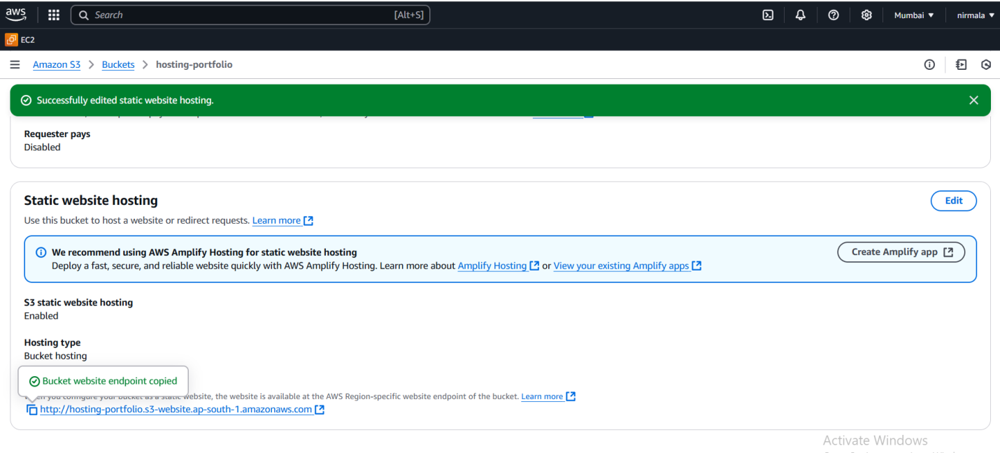 aws
Search [Alt+S] Mumbai ▼ nirmala ▼
EC2
Amazon S3 > Buckets > hosting-portfolio
Successfully edited static website hosting.
Requester pays
Disabled
Static website hosting
Edit
Use this bucket to host a website or redirect requests. Learn more
We recommend using AWS Amplify Hosting for static website hosting
Create Amplify app
Deploy a fast, secure, and reliable website quickly with AWS Amplify Hosting. Learn more about Amplify Hosting or View your existing Amplify apps
S3 static website hosting
Enabled
Hosting type
Bucket hosting
Bucket website endpoint copied
you configure your bucket as a static website, the website is available at the AWS Region-specific website endpoint of the bucket. Learn more
http://hosting-portfolio.s3-website.ap-south-1.amazonaws.com
Activate Windows